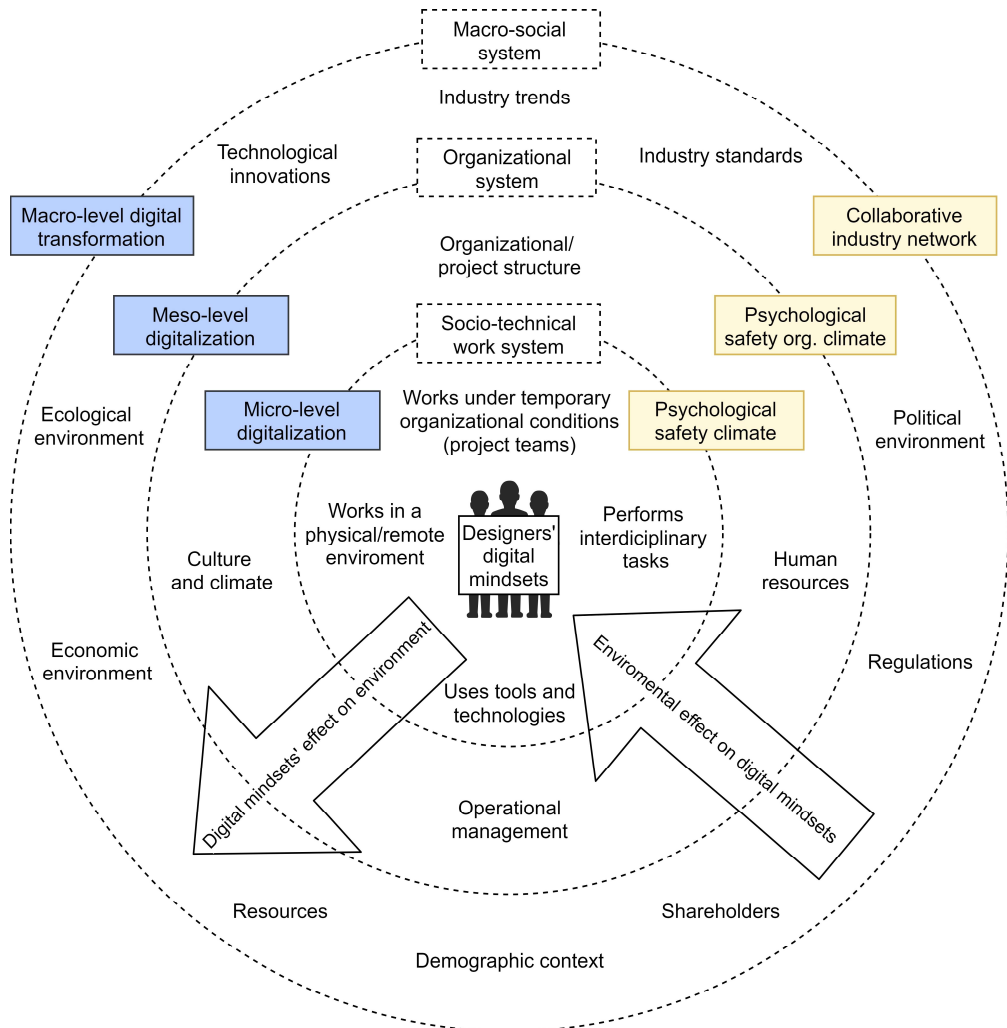 Macro-social
system
Industry trends
Technological
innovations
Organizational
system
Industry standards
Macro-level digital
transformation
Collaborative
industry network
Organizational/
project structure
Meso-level
digitalization
Socio-technical
work system
Psychological
safety org. climate
Ecological
environment
Micro-level
digitalization
Works under temporary
organizational conditions
(project teams)
Psychological
safety climate
Political
environment
Works in a
physical/remote
enviroment
Designers'
digital
mindsets
Performs
interdisciplinary
tasks
Culture
and climate
Human
resources
Economic
environment
Digital mindsets' effect on environment
Uses tools and
technologies
Enviromental effect on digital mindsets
Regulations
Operational
management
Resources
Shareholders
Demographic context